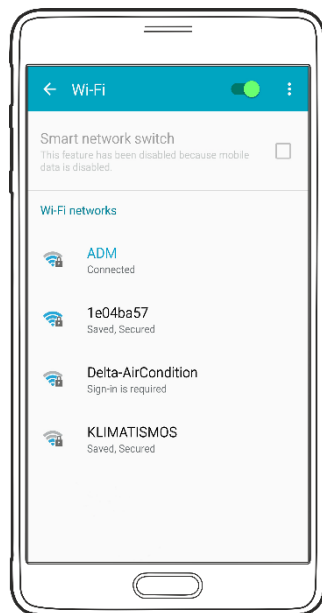 Wi-Fi
Smart network switch
This feature has been disabled because mobile
data is disabled.
Wi-Fi networks
ADM
Connected
1e04ba57
Saved, Secured
Delta-AirCondition
Sign-in is required
KLIMATISMOS
Saved, Secured